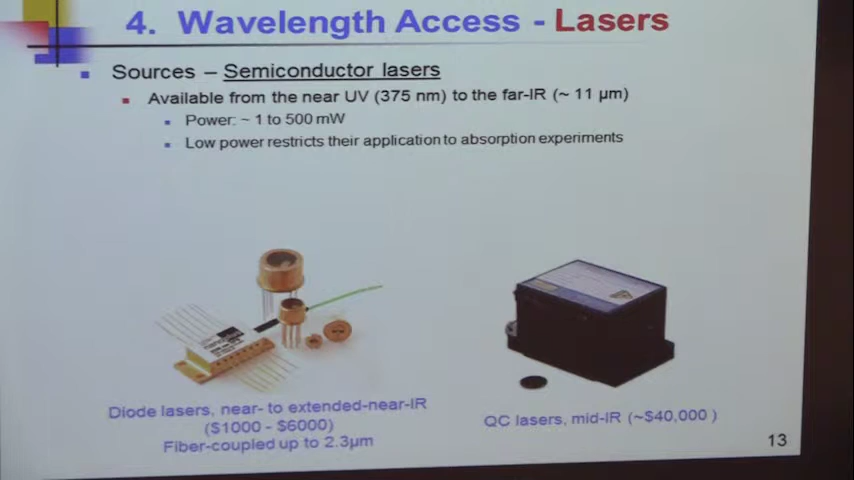 4. Wavelength Access - Lasers
Sources – Semiconductor lasers
Available from the near UV (375 nm) to the far-IR (~ 11 µm)
Power: ~ 1 to 500 mW
Low power restricts their application to absorption experiments
Diode lasers, near- to extended-near-IR
($1000 - $6000)
Fiber-coupled up to 2.3µm
QC lasers, mid-IR (~$40,000 )
13